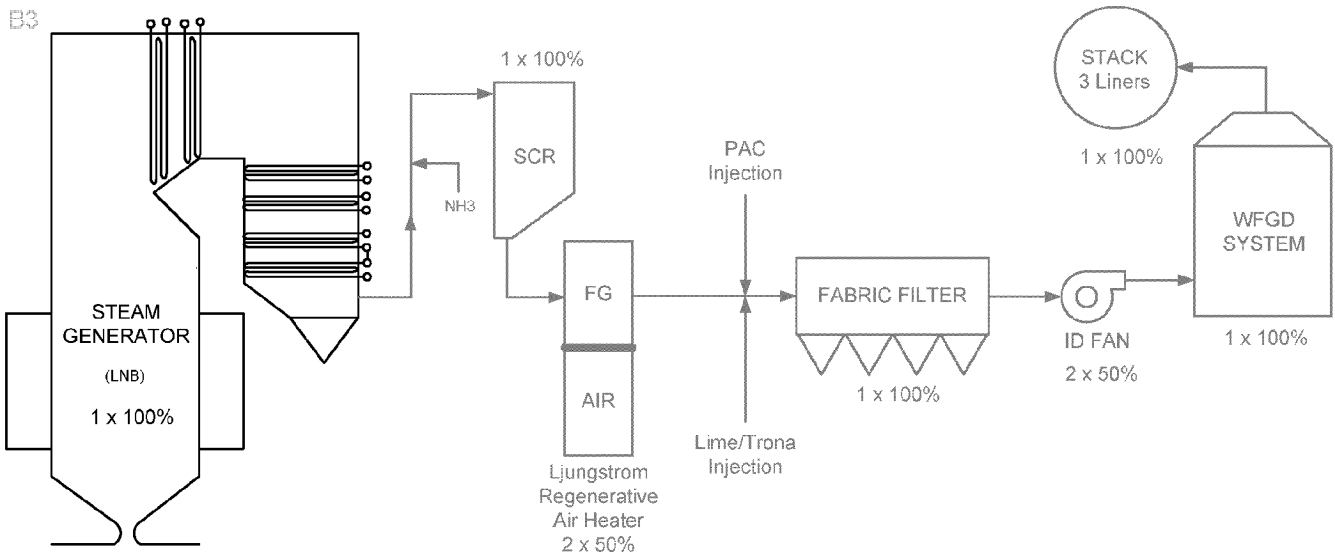 B3
STEAM
GENERATOR
(LNB)
1 x 100%
1 x 100%
SCR
NH3
FG
AIR
Ljungstrom
Regenerative
Air Heater
2 x 50%
PAC
Injection
Lime/Trona
Injection
FABRIC FILTER
1 x 100%
ID FAN
2 x 50%
STACK
3 Liners
1 x 100%
WFGD
SYSTEM
1 x 100%